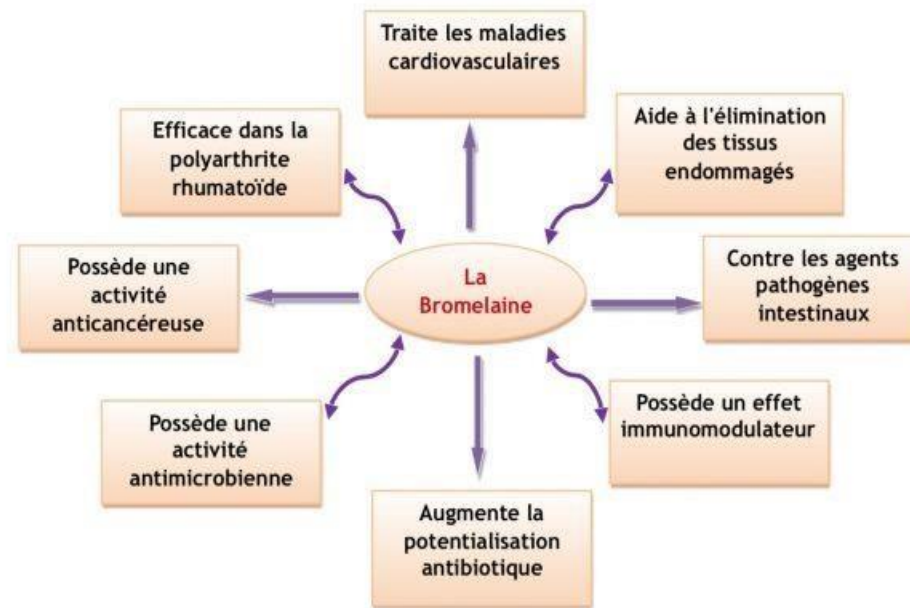 Traite les maladies
cardiovasculaires
Efficace dans la
polyarthrite
rhumatoïde
Aide à l'élimination
des tissus
endommagés
Possède une
activité
anticancéreuse
La
Bromelaine
Contre les agents
pathogènes
intestinaux
Possède une
activité
antimicrobienne
Possède un effet
immunomodulateur
Augmente la
potentialisation
antibiotique